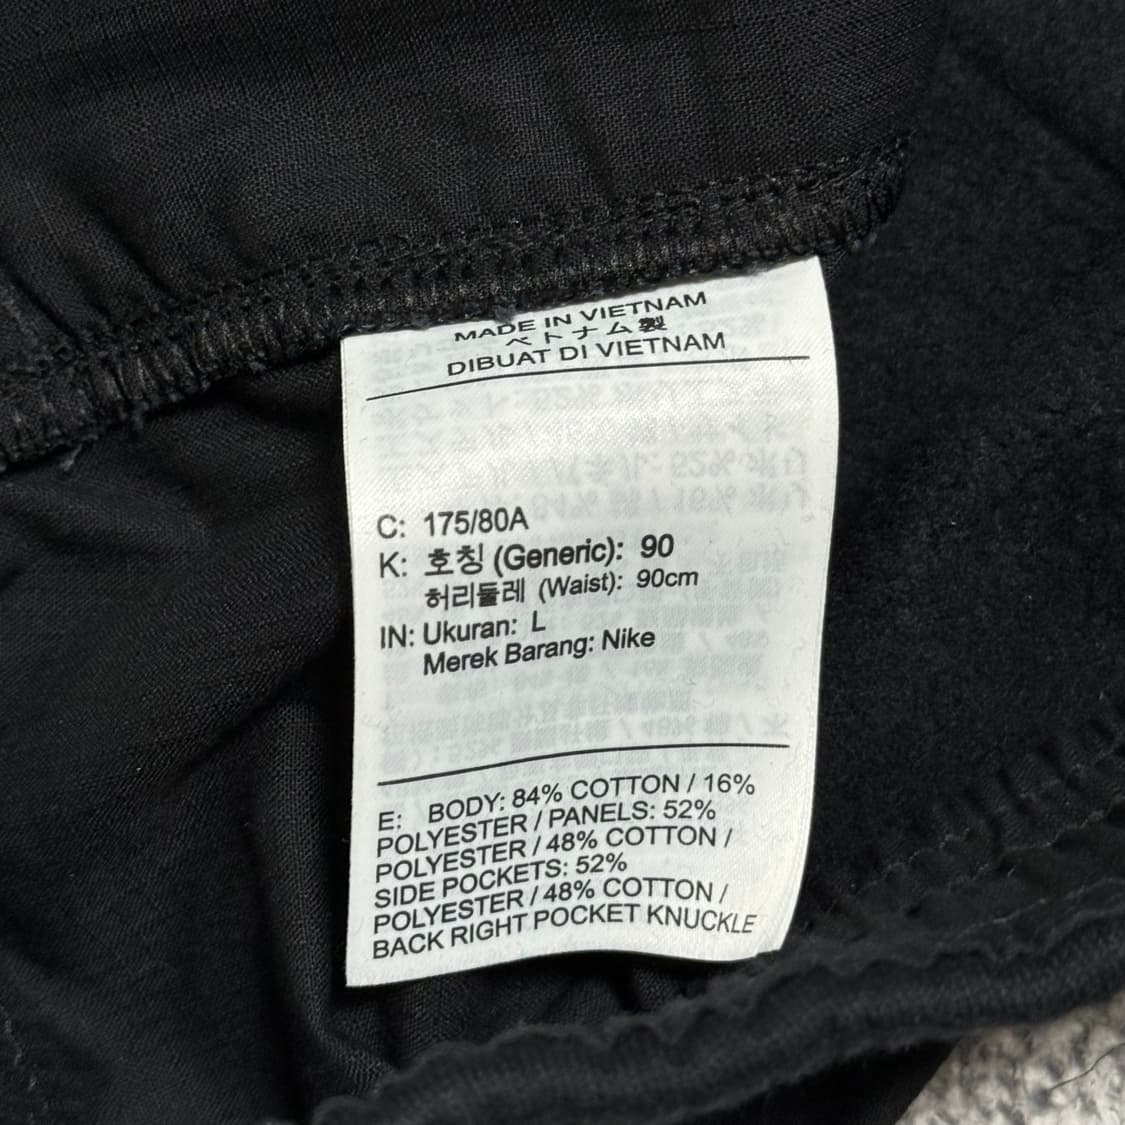 MADE IN VIETNAM
ベトナム製
DIBUAT DI VIETNAM
C: 175/80A
K: 호칭 (Generic): 90
허리둘레 (Waist): 90cm
IN: Ukuran: L
Merek Barang: Nike
E: BODY: 84% COTTON / 16%
POLYESTER / PANELS: 52%
POLYESTER / 48% COTTON /
SIDE POCKETS: 52%
POLYESTER / 48% COTTON /
BACK RIGHT POCKET KNUCKLE